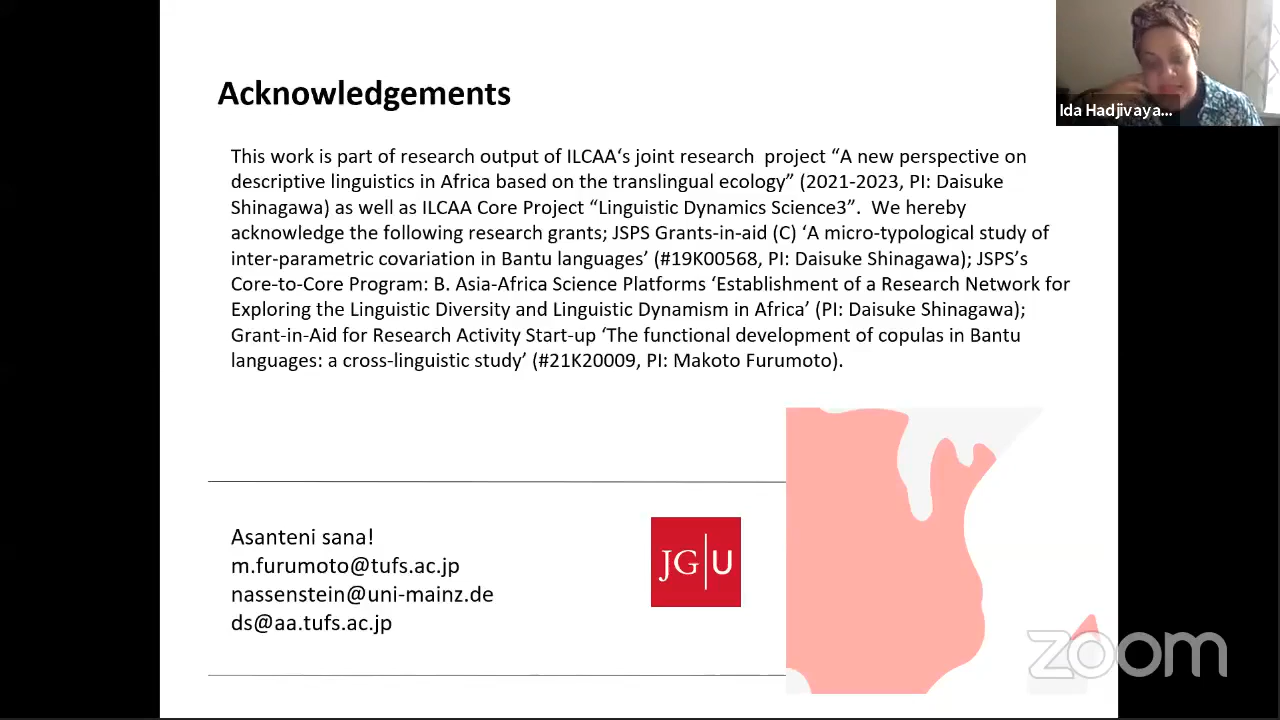 Acknowledgements
This work is part of research output of ILCAA‘s joint research project “A new perspective on
descriptive linguistics in Africa based on the translingual ecology” (2021-2023, PI: Daisuke
Shinagawa) as well as ILCAA Core Project “Linguistic Dynamics Science3”. We hereby
acknowledge the following research grants; JSPS Grants-in-aid (C) ‘A micro-typological study of
inter-parametric covariation in Bantu languages’ (#19K00568, PI: Daisuke Shinagawa); JSPS’s
Core-to-Core Program: B. Asia-Africa Science Platforms ‘Establishment of a Research Network for
Exploring the Linguistic Diversity and Linguistic Dynamism in Africa’ (PI: Daisuke Shinagawa);
Grant-in-Aid for Research Activity Start-up ‘The functional development of copulas in Bantu
languages: a cross-linguistic study’ (#21K20009, PI: Makoto Furumoto).
Asanteni sana!
m.furumoto@tufs.ac.jp
nassenstein@uni-mainz.de
ds@aa.tufs.ac.jp
JG|U
Ida Hadjivaya...
zoom